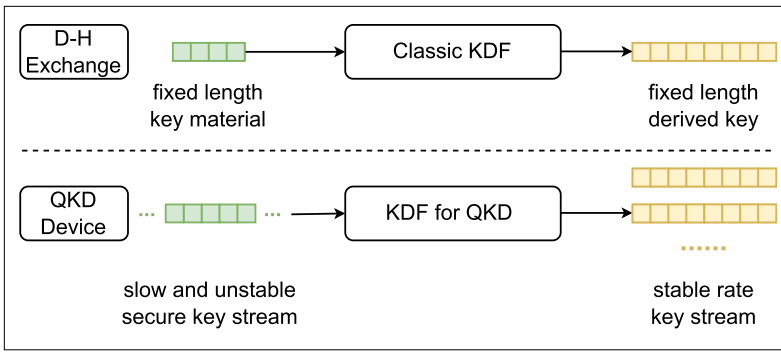 D-H
Exchange
Classic KDF
fixed length
key material
fixed length
derived key
QKD
Device
...
...
KDF for QKD
......
slow and unstable
secure key stream
stable rate
key stream